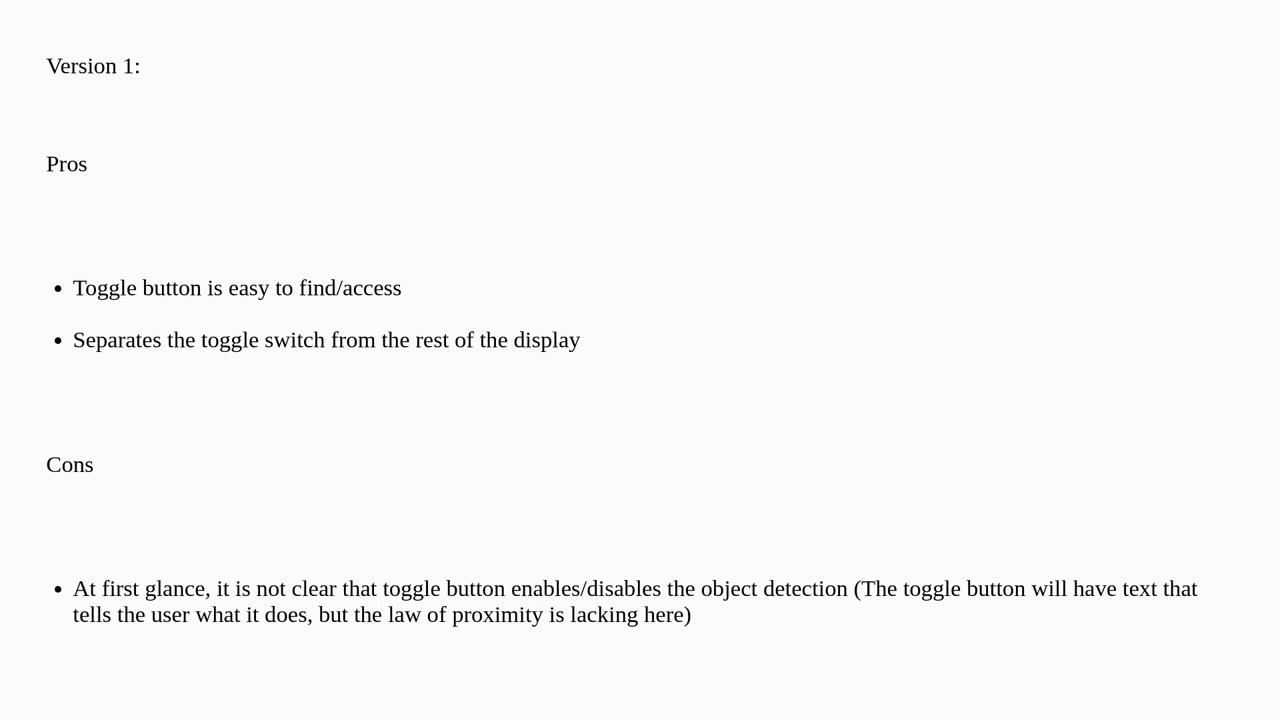 Version 1:
Pros
• Toggle button is easy to find/access
• Separates the toggle switch from the rest of the display
Cons
• At first glance, it is not clear that toggle button enables/disables the object detection (The toggle button will have text that
tells the user what it does, but the law of proximity is lacking here)